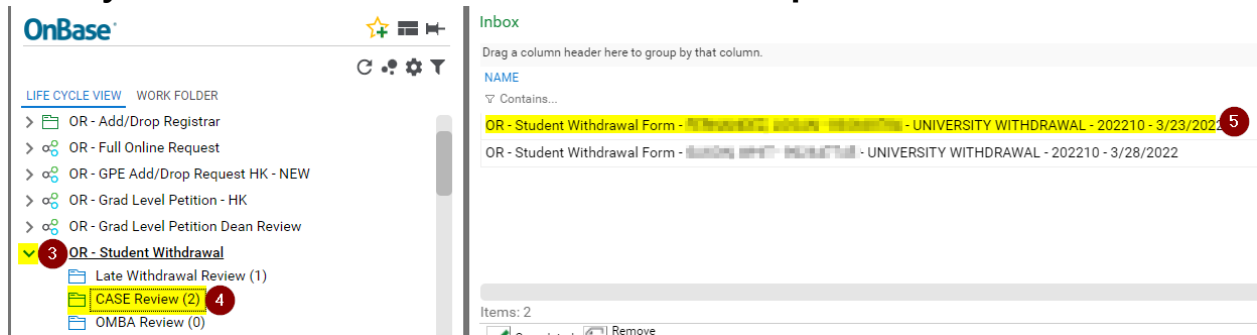 OnBase
LIFE CYCLE VIEW WORK FOLDER
OR - Add/Drop Registrar
OR - Full Online Request
OR - GPE Add/Drop Request HK - NEW
OR - Grad Level Petition - HK
OR - Grad Level Petition Dean Review
3 OR - Student Withdrawal
Late Withdrawal Review (1)
CASE Review (2) 4
OMBA Review (0)
Inbox
Drag a column header here to group by that column.
NAME
Contains...
OR - Student Withdrawal Form - - UNIVERSITY WITHDRAWAL - 202210 - 3/23/2022 5
OR - Student Withdrawal Form - - UNIVERSITY WITHDRAWAL - 202210 - 3/28/2022
Items: 2
Remove